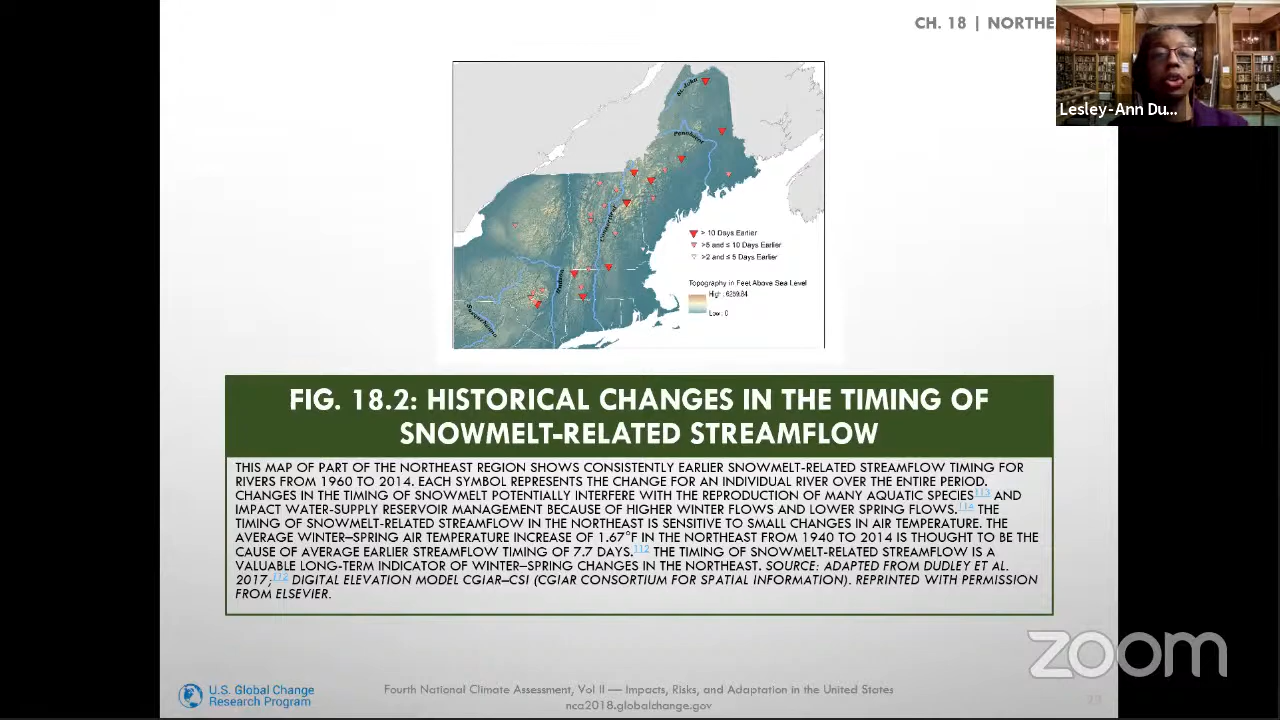 CH. 18 | NORTHE
Lesley-Ann Du...
St. John
Penobscot
Connecticut
Hudson
Susquehanna
> 10 Days Earlier
>5 and ≤ 10 Days Earlier
>2 and ≤ 5 Days Earlier
Topography in Feet Above Sea Level
High : 6259.84
Low : 0
FIG. 18.2: HISTORICAL CHANGES IN THE TIMING OF
SNOWMELT-RELATED STREAMFLOW
THIS MAP OF PART OF THE NORTHEAST REGION SHOWS CONSISTENTLY EARLIER SNOWMELT-RELATED STREAMFLOW TIMING FOR
RIVERS FROM 1960 TO 2014. EACH SYMBOL REPRESENTS THE CHANGE FOR AN INDIVIDUAL RIVER OVER THE ENTIRE PERIOD.
CHANGES IN THE TIMING OF SNOWMELT POTENTIALLY INTERFERE WITH THE REPRODUCTION OF MANY AQUATIC SPECIES113 AND
IMPACT WATER-SUPPLY RESERVOIR MANAGEMENT BECAUSE OF HIGHER WINTER FLOWS AND LOWER SPRING FLOWS.114 THE
TIMING OF SNOWMELT-RELATED STREAMFLOW IN THE NORTHEAST IS SENSITIVE TO SMALL CHANGES IN AIR TEMPERATURE. THE
AVERAGE WINTER–SPRING AIR TEMPERATURE INCREASE OF 1.67°F IN THE NORTHEAST FROM 1940 TO 2014 IS THOUGHT TO BE THE
CAUSE OF AVERAGE EARLIER STREAMFLOW TIMING OF 7.7 DAYS.112 THE TIMING OF SNOWMELT-RELATED STREAMFLOW IS A
VALUABLE LONG-TERM INDICATOR OF WINTER–SPRING CHANGES IN THE NORTHEAST. SOURCE: ADAPTED FROM DUDLEY ET AL.
2017;112 DIGITAL ELEVATION MODEL CGIAR–CSI (CGIAR CONSORTIUM FOR SPATIAL INFORMATION). REPRINTED WITH PERMISSION
FROM ELSEVIER.
zoom
U.S. Global Change
Research Program
Fourth National Climate Assessment, Vol II — Impacts, Risks, and Adaptation in the United States
nca2018.globalchange.gov